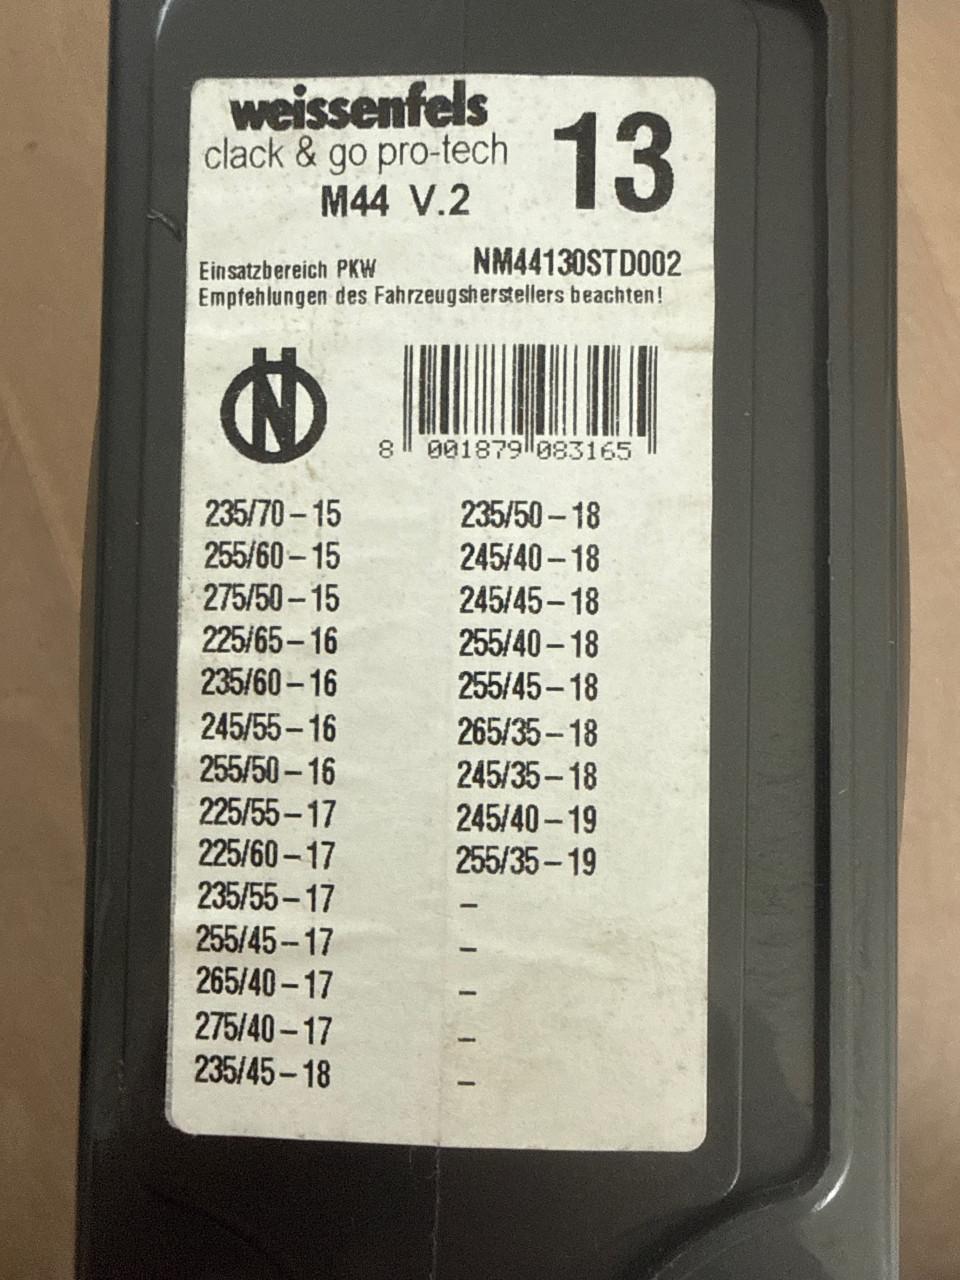 weissenfels
clack & go pro-tech
M44 V.2
13
Einsatzbereich PKW
NM44130STD002
Empfehlungen des Fahrzeugsherstellers beachten!
N
8 001879 083165
235/70 – 15
255/60 – 15
275/50 – 15
225/65 – 16
235/60 – 16
245/55 – 16
255/50 – 16
225/55 – 17
225/60 – 17
235/55 – 17
255/45 – 17
265/40 – 17
275/40 – 17
235/45 – 18
235/50 – 18
245/40 – 18
245/45 – 18
255/40 – 18
255/45 – 18
265/35 – 18
245/35 – 18
245/40 – 19
255/35 – 19
–
–
–
–
–